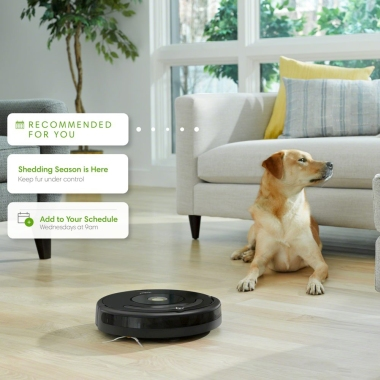 RECOMMENDED
FOR YOU
Shedding Season is Here
Keep fur under control
Add to Your Schedule
Wednesdays at 9am